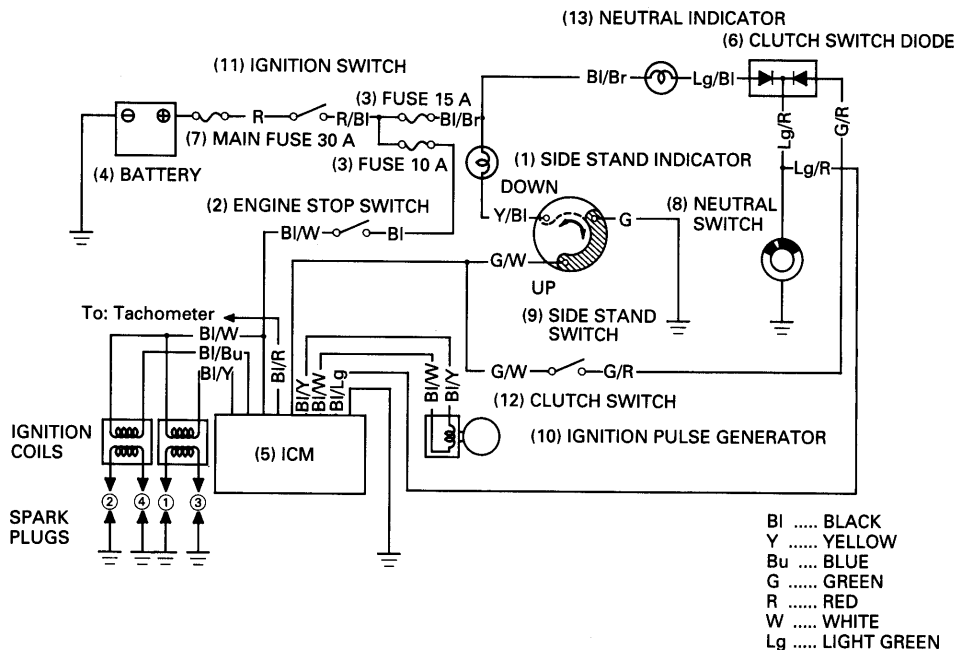 (13) NEUTRAL INDICATOR
(6) CLUTCH SWITCH DIODE
(11) IGNITION SWITCH
Bl/Br
Lg/Bl
(3) FUSE 15 A
R
R/Bl
Bl/Br
(7) MAIN FUSE 30 A
Lg/R
G/R
(3) FUSE 10 A
(1) SIDE STAND INDICATOR
Lg/R
(4) BATTERY
DOWN
(2) ENGINE STOP SWITCH
(8) NEUTRAL
SWITCH
Y/Bl
G
Bl/W
Bl
G/W
UP
To: Tachometer
(9) SIDE STAND
SWITCH
Bl/W
Bl/Bu
Bl/Y
Bl/R
Bl/Y
Bl/W
Bl/Lg
Bl/W
Bl/Y
G/W
G/R
(12) CLUTCH SWITCH
IGNITION
COILS
(5) ICM
(10) IGNITION PULSE GENERATOR
2
4
1
3
SPARK
PLUGS
Bl ..... BLACK
Y ...... YELLOW
Bu .... BLUE
G ...... GREEN
R ...... RED
W ..... WHITE
Lg ..... LIGHT GREEN